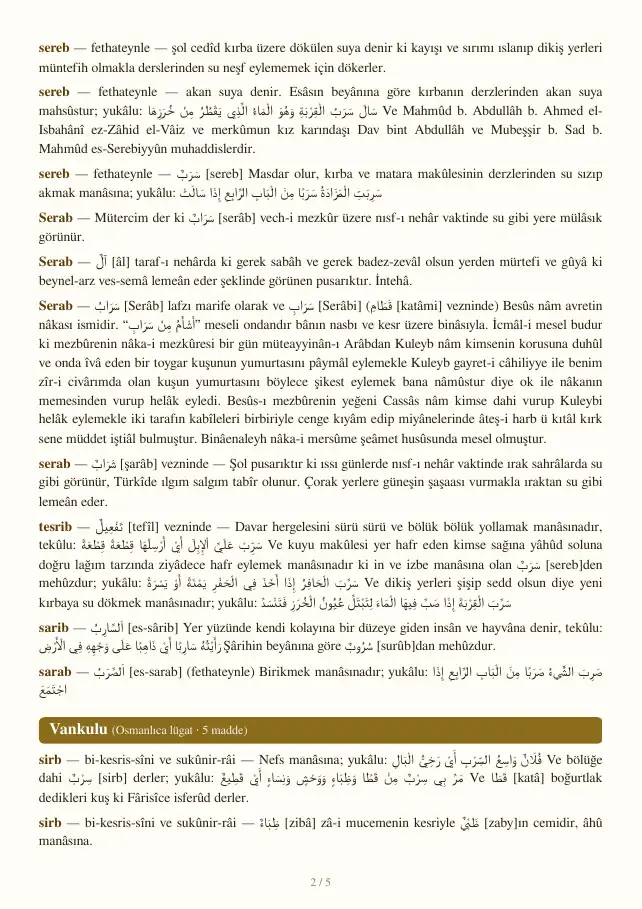 sereb — fethateynle — şol cedîd kırba üzere dökülen suya denir ki kayışı ve sırımı ıslanıp dikiş yerleri
müntefih olmakla derslerinden su neşf eylememek için dökerler.
sereb — fethateynle — akan suya denir. Esâsın beyânına göre kırbanın derzlerinden akan suya
mahsûstur; yukâlu: سَالَ سَرَبُ الْقِرْبَةِ وَهُوَ الْمَاءُ الَّذِي يَقْطُرُ مِنْ خُرَزِهَا Ve Mahmûd b. Abdullâh b. Ahmed el-
Isbahânî ez-Zâhid el-Vâiz ve merkûmun kız karındaşı Dav bint Abdullâh ve Mubeşşir b. Sad b.
Mahmûd es-Serebiyyûn muhaddislerdir.
sereb — fethateynle — سَرَبٌ [sereb] Masdar olur, kırba ve matara makûlesinin derzlerinden su sızıp
akmak manâsına; yukâlu: سَرِبَتِ الْمَزَادَةُ سَرَبًا مِنَ الْبَابِ الرَّابِعِ إِذَا سَالَتْ
Serab — Mütercim der ki سَرَابٌ [serâb] vech-i mezkûr üzere nısf-ı nehâr vaktinde su gibi yere mülâsık
görünür.
Serab — آلٌ [âl] taraf-ı nehârda ki gerek sabâh ve gerek badez-zevâl olsun yerden mürtefi ve gûyâ ki
beynel-arz ves-semâ lemeân eder şeklinde görünen pusarıktır. İntehâ.
Serab — سَرَابُ [Serâb] lafzı marife olarak ve سَرَابِ [Serâbi] (قَطَامِ [katâmi] vezninde) Besûs nâm avretin
nâkası ismidir. “أَشْأَمُ مِنْ سَرَابِ” meseli ondandır bânın nasbı ve kesr üzere binâsıyla. İcmâl-i mesel budur
ki mezbûrenin nâka-i mezkûresi bir gün müteayyinân-ı Arâbdan Kuleyb nâm kimsenin korusuna duhûl
ve onda îvâ eden bir toygar kuşunun yumurtasını pâymâl eylemekle Kuleyb gayret-i câhiliyye ile benim
zîr-i civârımda olan kuşun yumurtasını böylece şikest eylemek bana nâmûstur diye ok ile nâkanın
memesinden vurup helâk eyledi. Besûs-ı mezbûrenin yeğeni Cassâs nâm kimse dahi vurup Kuleybi
helâk eylemekle iki tarafın kabîleleri birbiriyle cenge kıyâm edip miyânelerinde âteş-i harb ü kıtâl kırk
sene müddet iştiâl bulmuştur. Binâenaleyh nâka-i mersûme şeâmet husûsunda mesel olmuştur.
serab — شَرَابٌ [şarâb] vezninde — Şol pusarıktır ki ıssı günlerde nısf-ı nehâr vaktinde ırak sahrâlarda su
gibi görünür, Türkîde ılgım salgım tabîr olunur. Çorak yerlere güneşin şaşaası vurmakla ıraktan su gibi
lemeân eder.
tesrib — تَفْعِيلٌ [tefîl] vezninde — Davar hergelesini sürü sürü ve bölük bölük yollamak manâsınadır,
tekûlu: سَرِّبْ عَلَيَّ الْإِبِلَ أَيْ أَرْسِلْهَا قِطْعَةً قِطْعَةً Ve kuyu makûlesi yer hafr eden kimse sağına yâhûd soluna
doğru lağım tarzında ziyâdece hafr eylemek manâsınadır ki in ve izbe manâsına olan سَرَبٌ [sereb]den
mehûzdur; yukâlu: سَرَّبَ الْحَافِرُ إِذَا أَخَذَ فِي الْحَفْرِ يَمْنَةً أَوْ يَسْرَةً Ve dikiş yerleri şişip sedd olsun diye yeni
kırbaya su dökmek manâsınadır; yukâlu: سَرَّبَ الْقِرْبَةَ إِذَا صَبَّ فِيهَا الْمَاءَ لِتَبْتَلَّ عُيُونُ الْخُرَزِ فَتَنْسَدَّ
sarib — اَلسَّارِبُ [es-sârib] Yer yüzünde kendi kolayına bir düzeye giden insân ve hayvâna denir, tekûlu:
رَأَيْتُهُ سَارِبًا أَيْ ذَاهِبًا عَلَى وَجْهِهِ فِي الْأَرْضِ Şârihin beyânına göre سُرُوبٌ [surûb]dan mehûzdur.
sarab — اَلصَّرَبُ [es-sarab] (fethateyle) Birikmek manâsınadır; yukâlu: صَرِبَ الشَّيْءُ صَرَبًا مِنَ الْبَابِ الرَّابِعِ إِذَا
اجْتَمَعَ
Vankulu (Osmanlıca lügat · 5 madde)
sirb — bi-kesris-sîni ve sukûnir-râi — Nefs manâsına; yukâlu: فُلَانٌ وَاسِعُ السِّرْبِ أَيْ رَخِيُّ الْبَالِ Ve bölüğe
dahi سِرْبٌ [sirb] derler; yukâlu: مَرَّ بِي سِرْبٌ مِنْ قَطًا وَظِبَاءٍ وَوَحْشٍ وَنِسَاءٍ أَيْ قَطِيعٌ Ve قَطَا [katâ] boğurtlak
dedikleri kuş ki Fârisîce isferûd derler.
sirb — bi-kesris-sîni ve sukûnir-râi — ظِبَاءٌ [zibâ] zâ-i mucemenin kesriyle ظَبْيٌ [zaby]ın cemidir, âhû
manâsına.
2 / 5